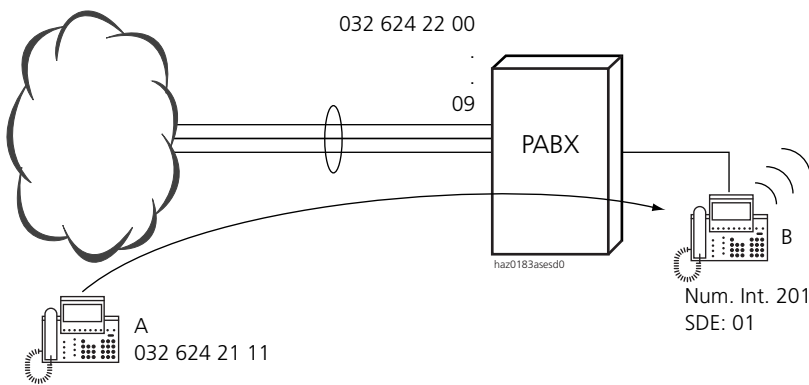 032 624 22 00
.
.
09
PABX
haz0183asesd0
B
Num. Int. 201
SDE: 01
A
032 624 21 11